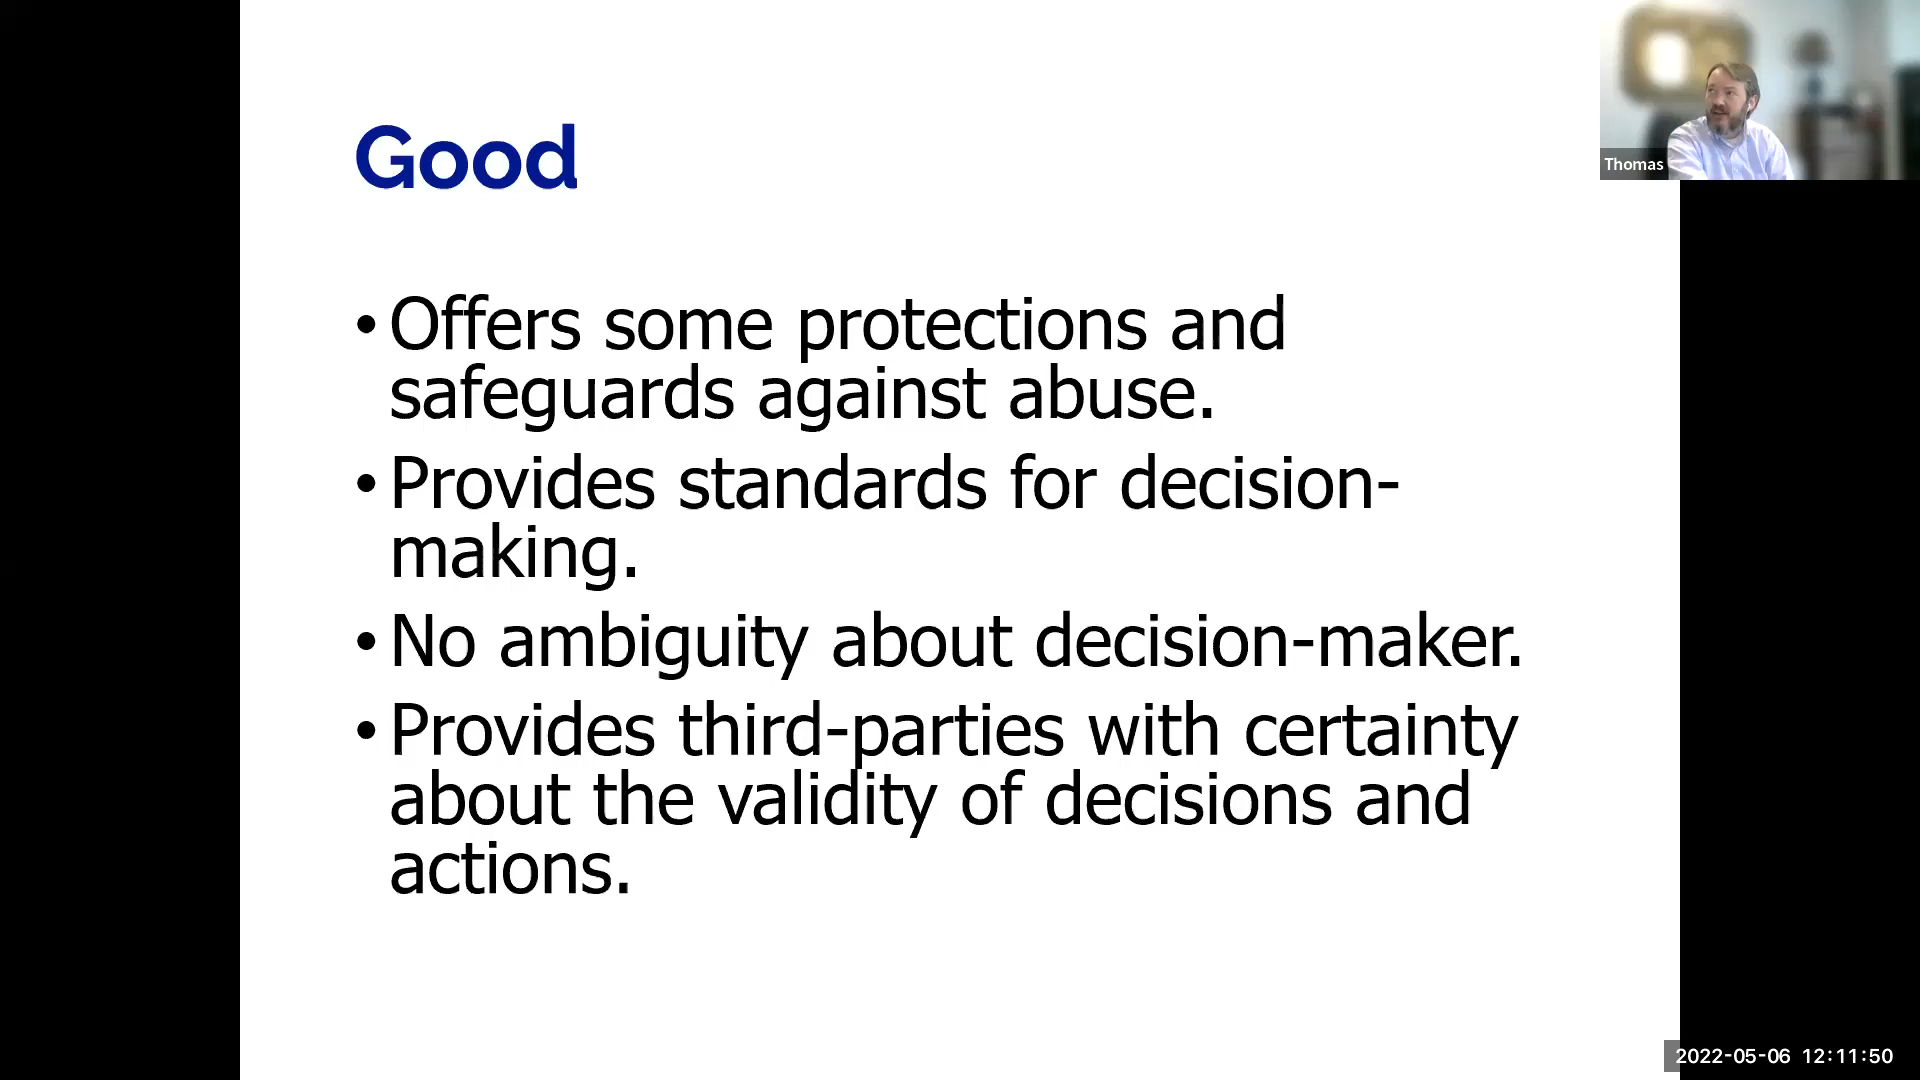 Good
Thomas
• Offers some protections and
safeguards against abuse.
• Provides standards for decision-
making.
• No ambiguity about decision-maker.
• Provides third-parties with certainty
about the validity of decisions and
actions.
2022-05-06 12:11:50